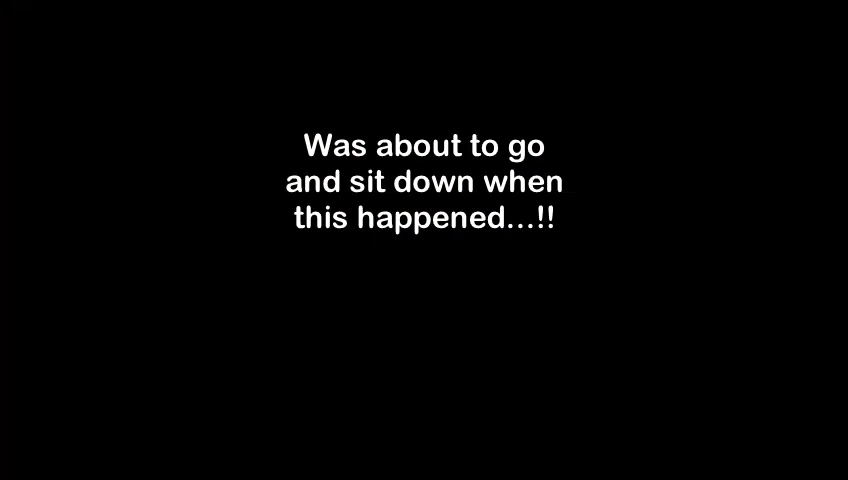 Was about to go
and sit down when
this happened...!!